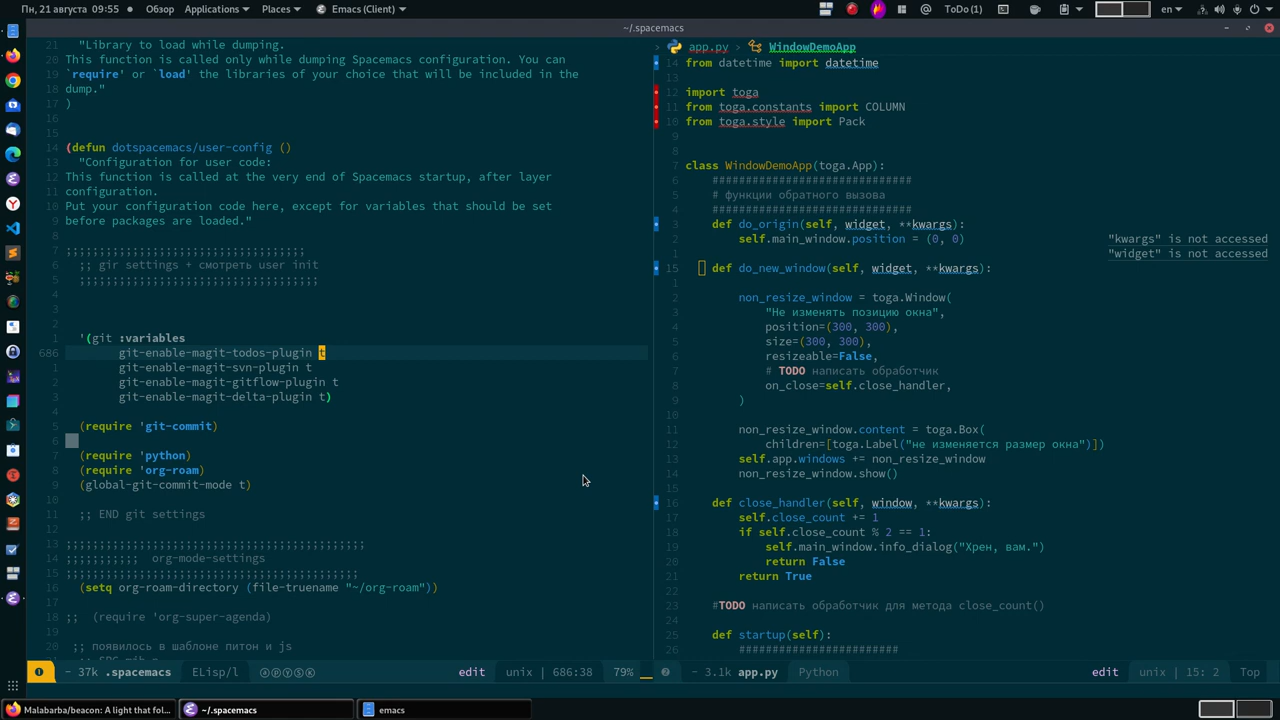 Пн, 21 августа 09:55
Обзор
Applications
Places
Emacs (Client)
ToDo(1)
en
~/.spacemacs
21 "Library to load while dumping.
20 This function is called only while dumping Spacemacs configuration. You can
19 `require' or `load' the libraries of your choice that will be included in the
18 dump."
17 )
16
15
14 (defun dotspacemacs/user-config ()
13 "Configuration for user code:
12 This function is called at the very end of Spacemacs startup, after layer
11 configuration.
10 Put your configuration code here, except for variables that should be set
9 before packages are loaded."
8
7 ;;;;;;;;;;;;;;;;;;;;;;;;;;;;;;;;;;;;
6 ;; gir settings + смотреть user init
5 ;;;;;;;;;;;;;;;;;;;;;;;;;;;;;;;;;;;;
4
3
2
1 '(git :variables
686 git-enable-magit-todos-plugin t
1 git-enable-magit-svn-plugin t
2 git-enable-magit-gitflow-plugin t
3 git-enable-magit-delta-plugin t)
4
5 (require 'git-commit)
6
7 (require 'python)
8 (require 'org-roam)
9 (global-git-commit-mode t)
10
11 ;; END git settings
12
13 ;;;;;;;;;;;;;;;;;;;;;;;;;;;;;;;;;;;;;;;;;;;;;
14 ;;;;;;;;;;; org-mode-settings
15 ;;;;;;;;;;;;;;;;;;;;;;;;;;;;;;;;;;;;;;;;;;;;
16 (setq org-roam-directory (file-truename "~/org-roam"))
17
18 ;; (require 'org-super-agenda)
19
20 ;; появилось в шаблоне питон и js
- 37k .spacemacs ELisp/l edit unix | 686:38 79%
› app.py › WindowDemoApp
14 from datetime import datetime
12 import toga
11 from toga.constants import COLUMN
10 from toga.style import Pack
9
8
7 class WindowDemoApp(toga.App):
6 ##############################
5 # функции обратного вызова
4 ##############################
3 def do_origin(self, widget, **kwargs):
2 self.main_window.position = (0, 0) "kwargs" is not accessed
1 "widget" is not accessed
15 def do_new_window(self, widget, **kwargs):
1
2 non_resize_window = toga.Window(
3 "Не изменять позицию окна",
4 position=(300, 300),
5 size=(300, 300),
6 resizeable=False,
7 # TODO написать обработчик
8 on_close=self.close_handler,
9 )
10
11 non_resize_window.content = toga.Box(
12 children=[toga.Label("не изменяется размер окна")])
13 self.app.windows += non_resize_window
14 non_resize_window.show()
15
16 def close_handler(self, window, **kwargs):
17 self.close_count += 1
18 if self.close_count % 2 == 1:
19 self.main_window.info_dialog("Хрен, вам.")
20 return False
21 return True
22
23 #TODO написать обработчик для метода close_count()
24
25 def startup(self):
26 ########################
- 3.1k app.py Python edit unix | 15: 2 Top
Malabarba/beacon: A light that fol...
~/.spacemacs
emacs